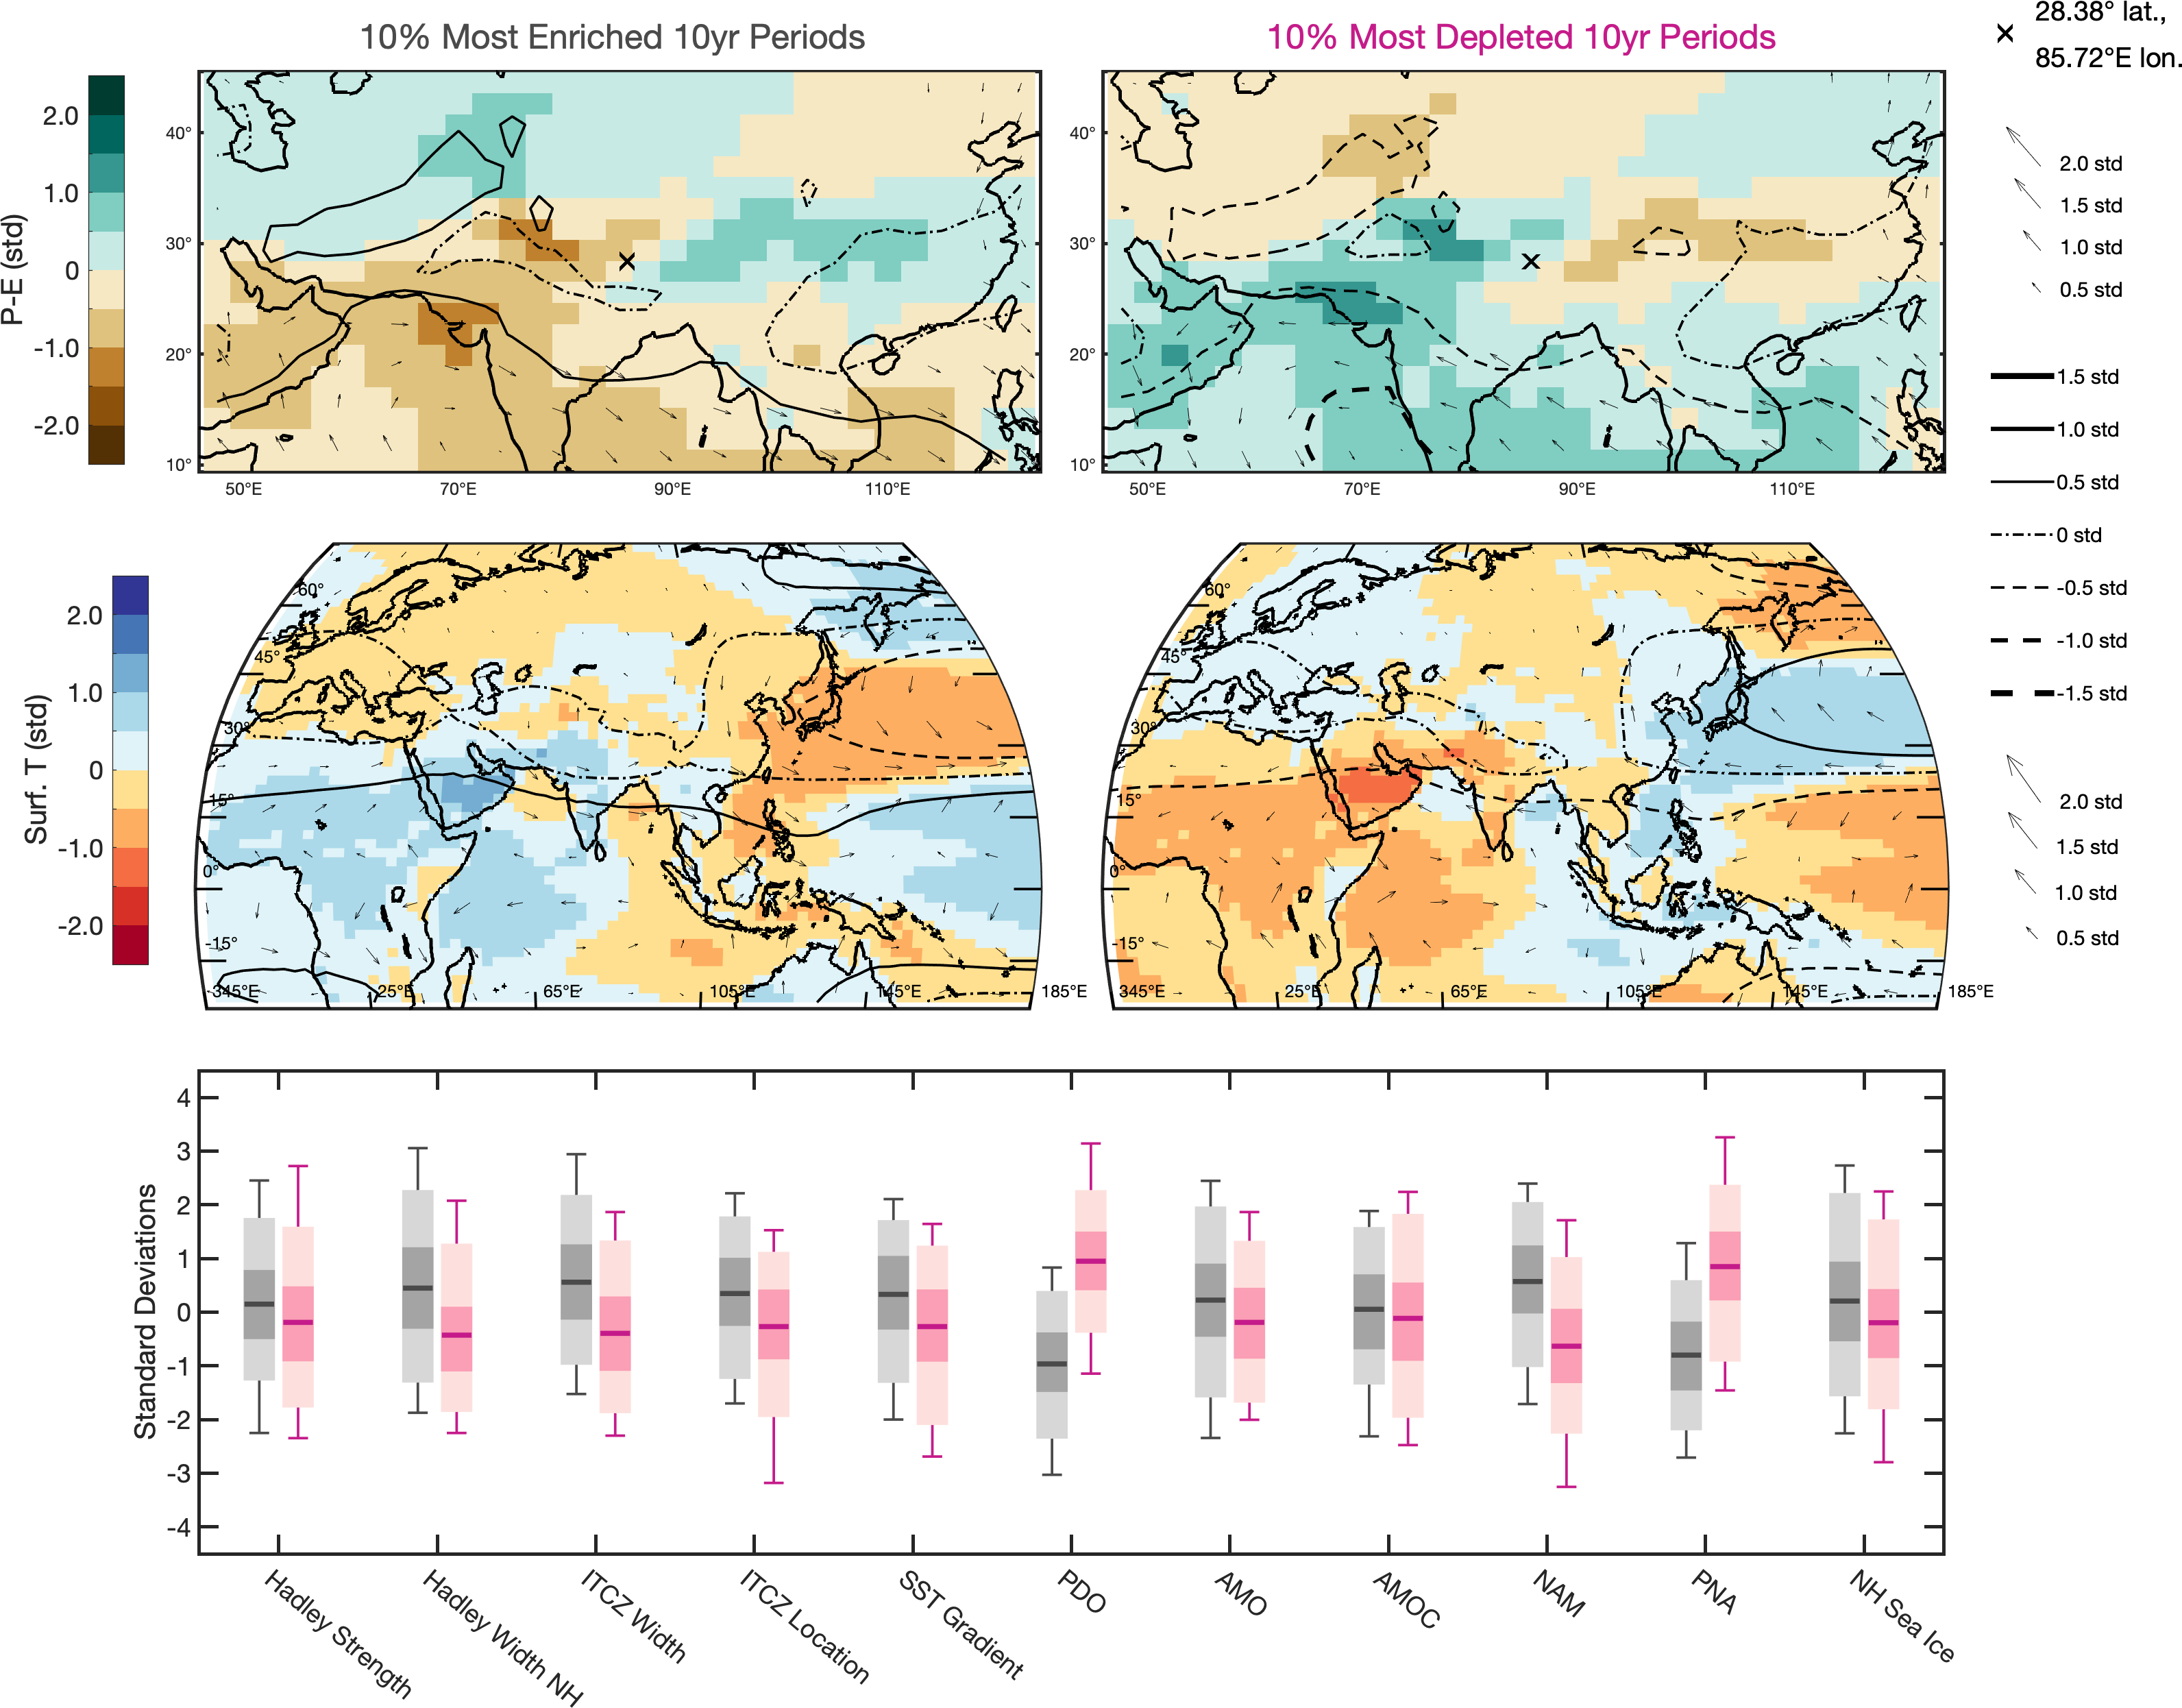 10% Most Enriched 10yr Periods
10% Most Depleted 10yr Periods
28.38° lat.,
85.72°E lon.
P-E (std)
2.0
1.0
0
-1.0
-2.0
40°
30°
20°
10°
50°E 70°E 90°E 110°E
40°
30°
20°
10°
50°E 70°E 90°E 110°E
2.0 std
1.5 std
1.0 std
0.5 std
1.5 std
1.0 std
0.5 std
0 std
-0.5 std
-1.0 std
-1.5 std
Surf. T (std)
2.0
1.0
0
-1.0
-2.0
60°
45°
30°
15°
0°
-15°
345°E 25°E 65°E 105°E 145°E 185°E
60°
45°
30°
15°
0°
-15°
345°E 25°E 65°E 105°E 145°E 185°E
2.0 std
1.5 std
1.0 std
0.5 std
Standard Deviations
4
3
2
1
0
-1
-2
-3
-4
Hadley Strength
Hadley Width NH
ITCZ Width
ITCZ Location
SST Gradient
PDO
AMO
AMOC
NAM
PNA
NH Sea Ice